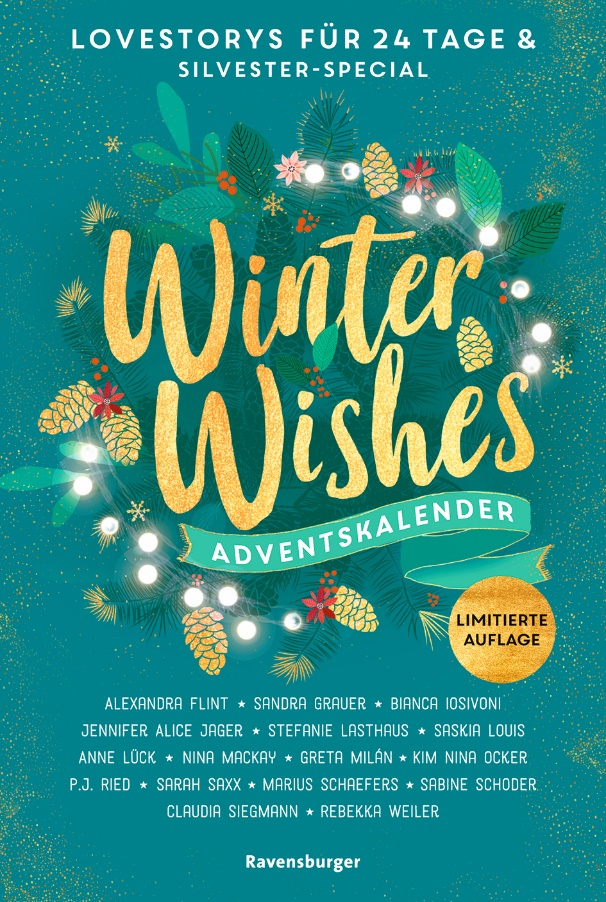 LOVESTORYS FÜR 24 TAGE &
SILVESTER-SPECIAL
Winter
Wishes
ADVENTSKALENDER
LIMITIERTE
AUFLAGE
ALEXANDRA FLINT ★ SANDRA GRAUER ★ BIANCA IOSIVONI
JENNIFER ALICE JAGER ★ STEFANIE LASTHAUS ★ SASKIA LOUIS
ANNE LÜCK ★ NINA MACKAY ★ GRETA MILÁN ★ KIM NINA OCKER
P.J. RIED ★ SARAH SAXX ★ MARIUS SCHAEFERS ★ SABINE SCHODER
CLAUDIA SIEGMANN ★ REBEKKA WEILER
Ravensburger